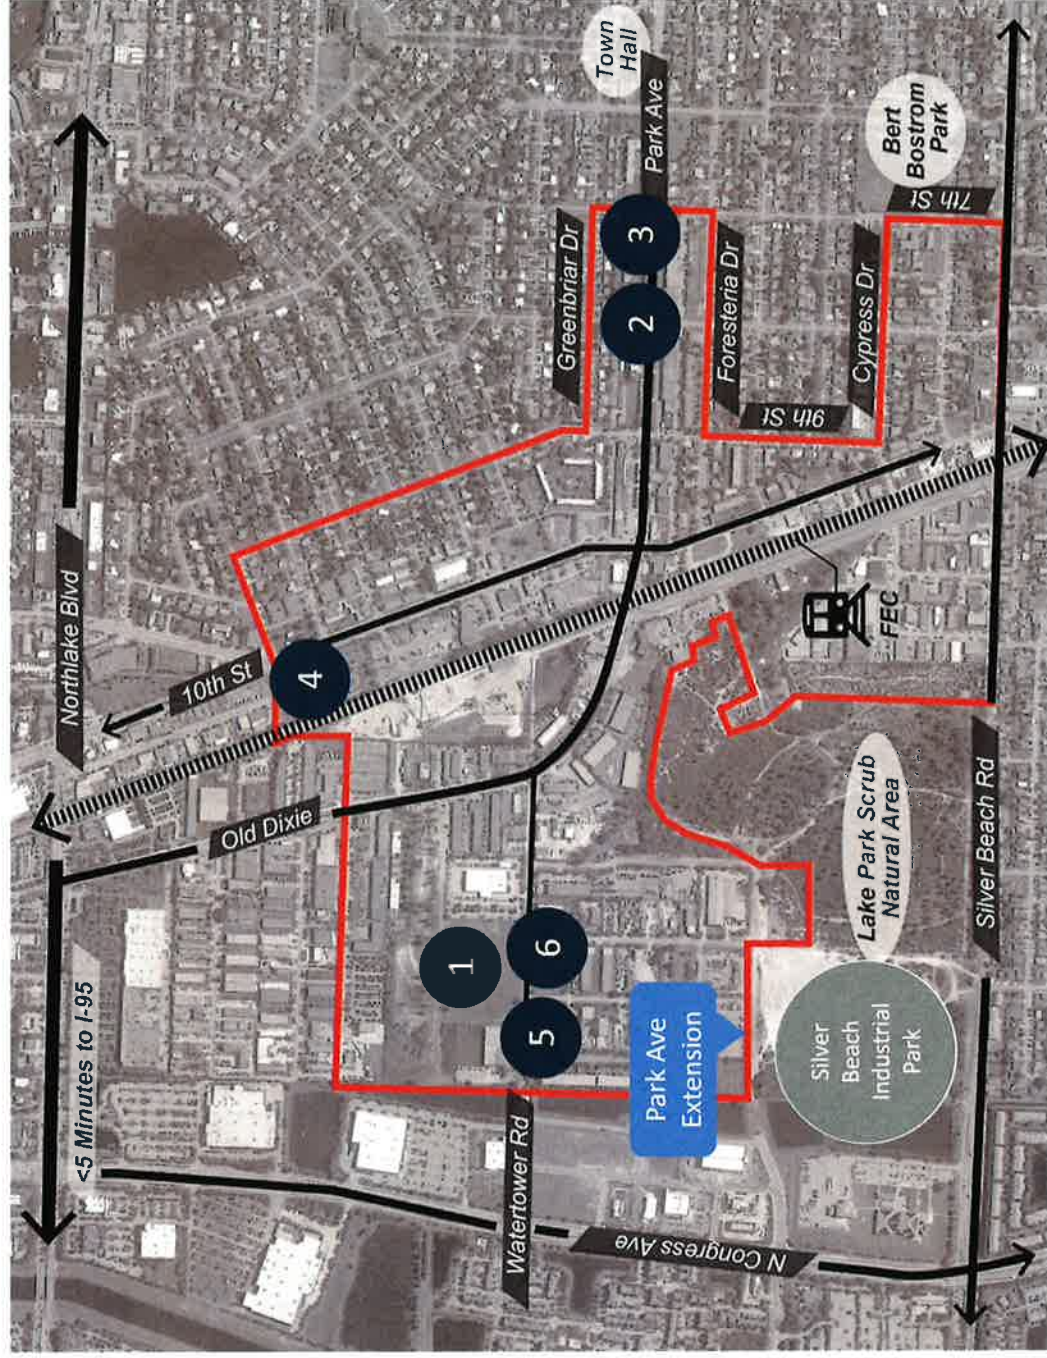 <5 Minutes to I-95
Northlake Blvd
10th St
Old Dixie
Watertower Rd
N Congress Ave
Greenbriar Dr
Park Ave
Town
Hall
Foresteria Dr
9th St
Cypress Dr
7th St
Bert
Bostrom
Park
FEC
Lake Park Scrub
Natural Area
Silver Beach Rd
Silver
Beach
Industrial
Park
Park Ave
Extension
1
2
3
4
5
6